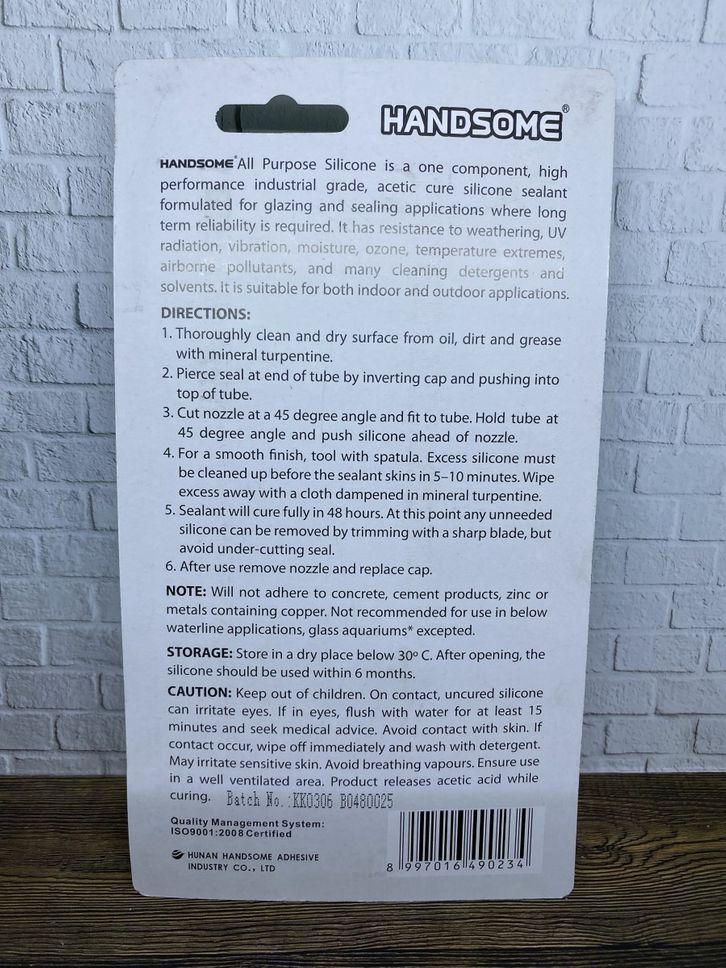 HANDSOME®
HANDSOME® All Purpose Silicone is a one component, high
performance industrial grade, acetic cure silicone sealant
formulated for glazing and sealing applications where long
term reliability is required. It has resistance to weathering, UV
radiation, vibration, moisture, ozone, temperature extremes,
airborne pollutants, and many cleaning detergents and
solvents. It is suitable for both indoor and outdoor applications.
DIRECTIONS:
1. Thoroughly clean and dry surface from oil, dirt and grease
with mineral turpentine.
2. Pierce seal at end of tube by inverting cap and pushing into
top of tube.
3. Cut nozzle at a 45 degree angle and fit to tube. Hold tube at
45 degree angle and push silicone ahead of nozzle.
4. For a smooth finish, tool with spatula. Excess silicone must
be cleaned up before the sealant skins in 5–10 minutes. Wipe
excess away with a cloth dampened in mineral turpentine.
5. Sealant will cure fully in 48 hours. At this point any unneeded
silicone can be removed by trimming with a sharp blade, but
avoid under-cutting seal.
6. After use remove nozzle and replace cap.
NOTE: Will not adhere to concrete, cement products, zinc or
metals containing copper. Not recommended for use in below
waterline applications, glass aquariums* excepted.
STORAGE: Store in a dry place below 30º C. After opening, the
silicone should be used within 6 months.
CAUTION: Keep out of children. On contact, uncured silicone
can irritate eyes. If in eyes, flush with water for at least 15
minutes and seek medical advice. Avoid contact with skin. If
contact occur, wipe off immediately and wash with detergent.
May irritate sensitive skin. Avoid breathing vapours. Ensure use
in a well ventilated area. Product releases acetic acid while
curing. Batch No.:KK0306 B0480025
Quality Management System:
ISO9001:2008 Certified
HUNAN HANDSOME ADHESIVE
INDUSTRY CO., LTD
8 997016 490234